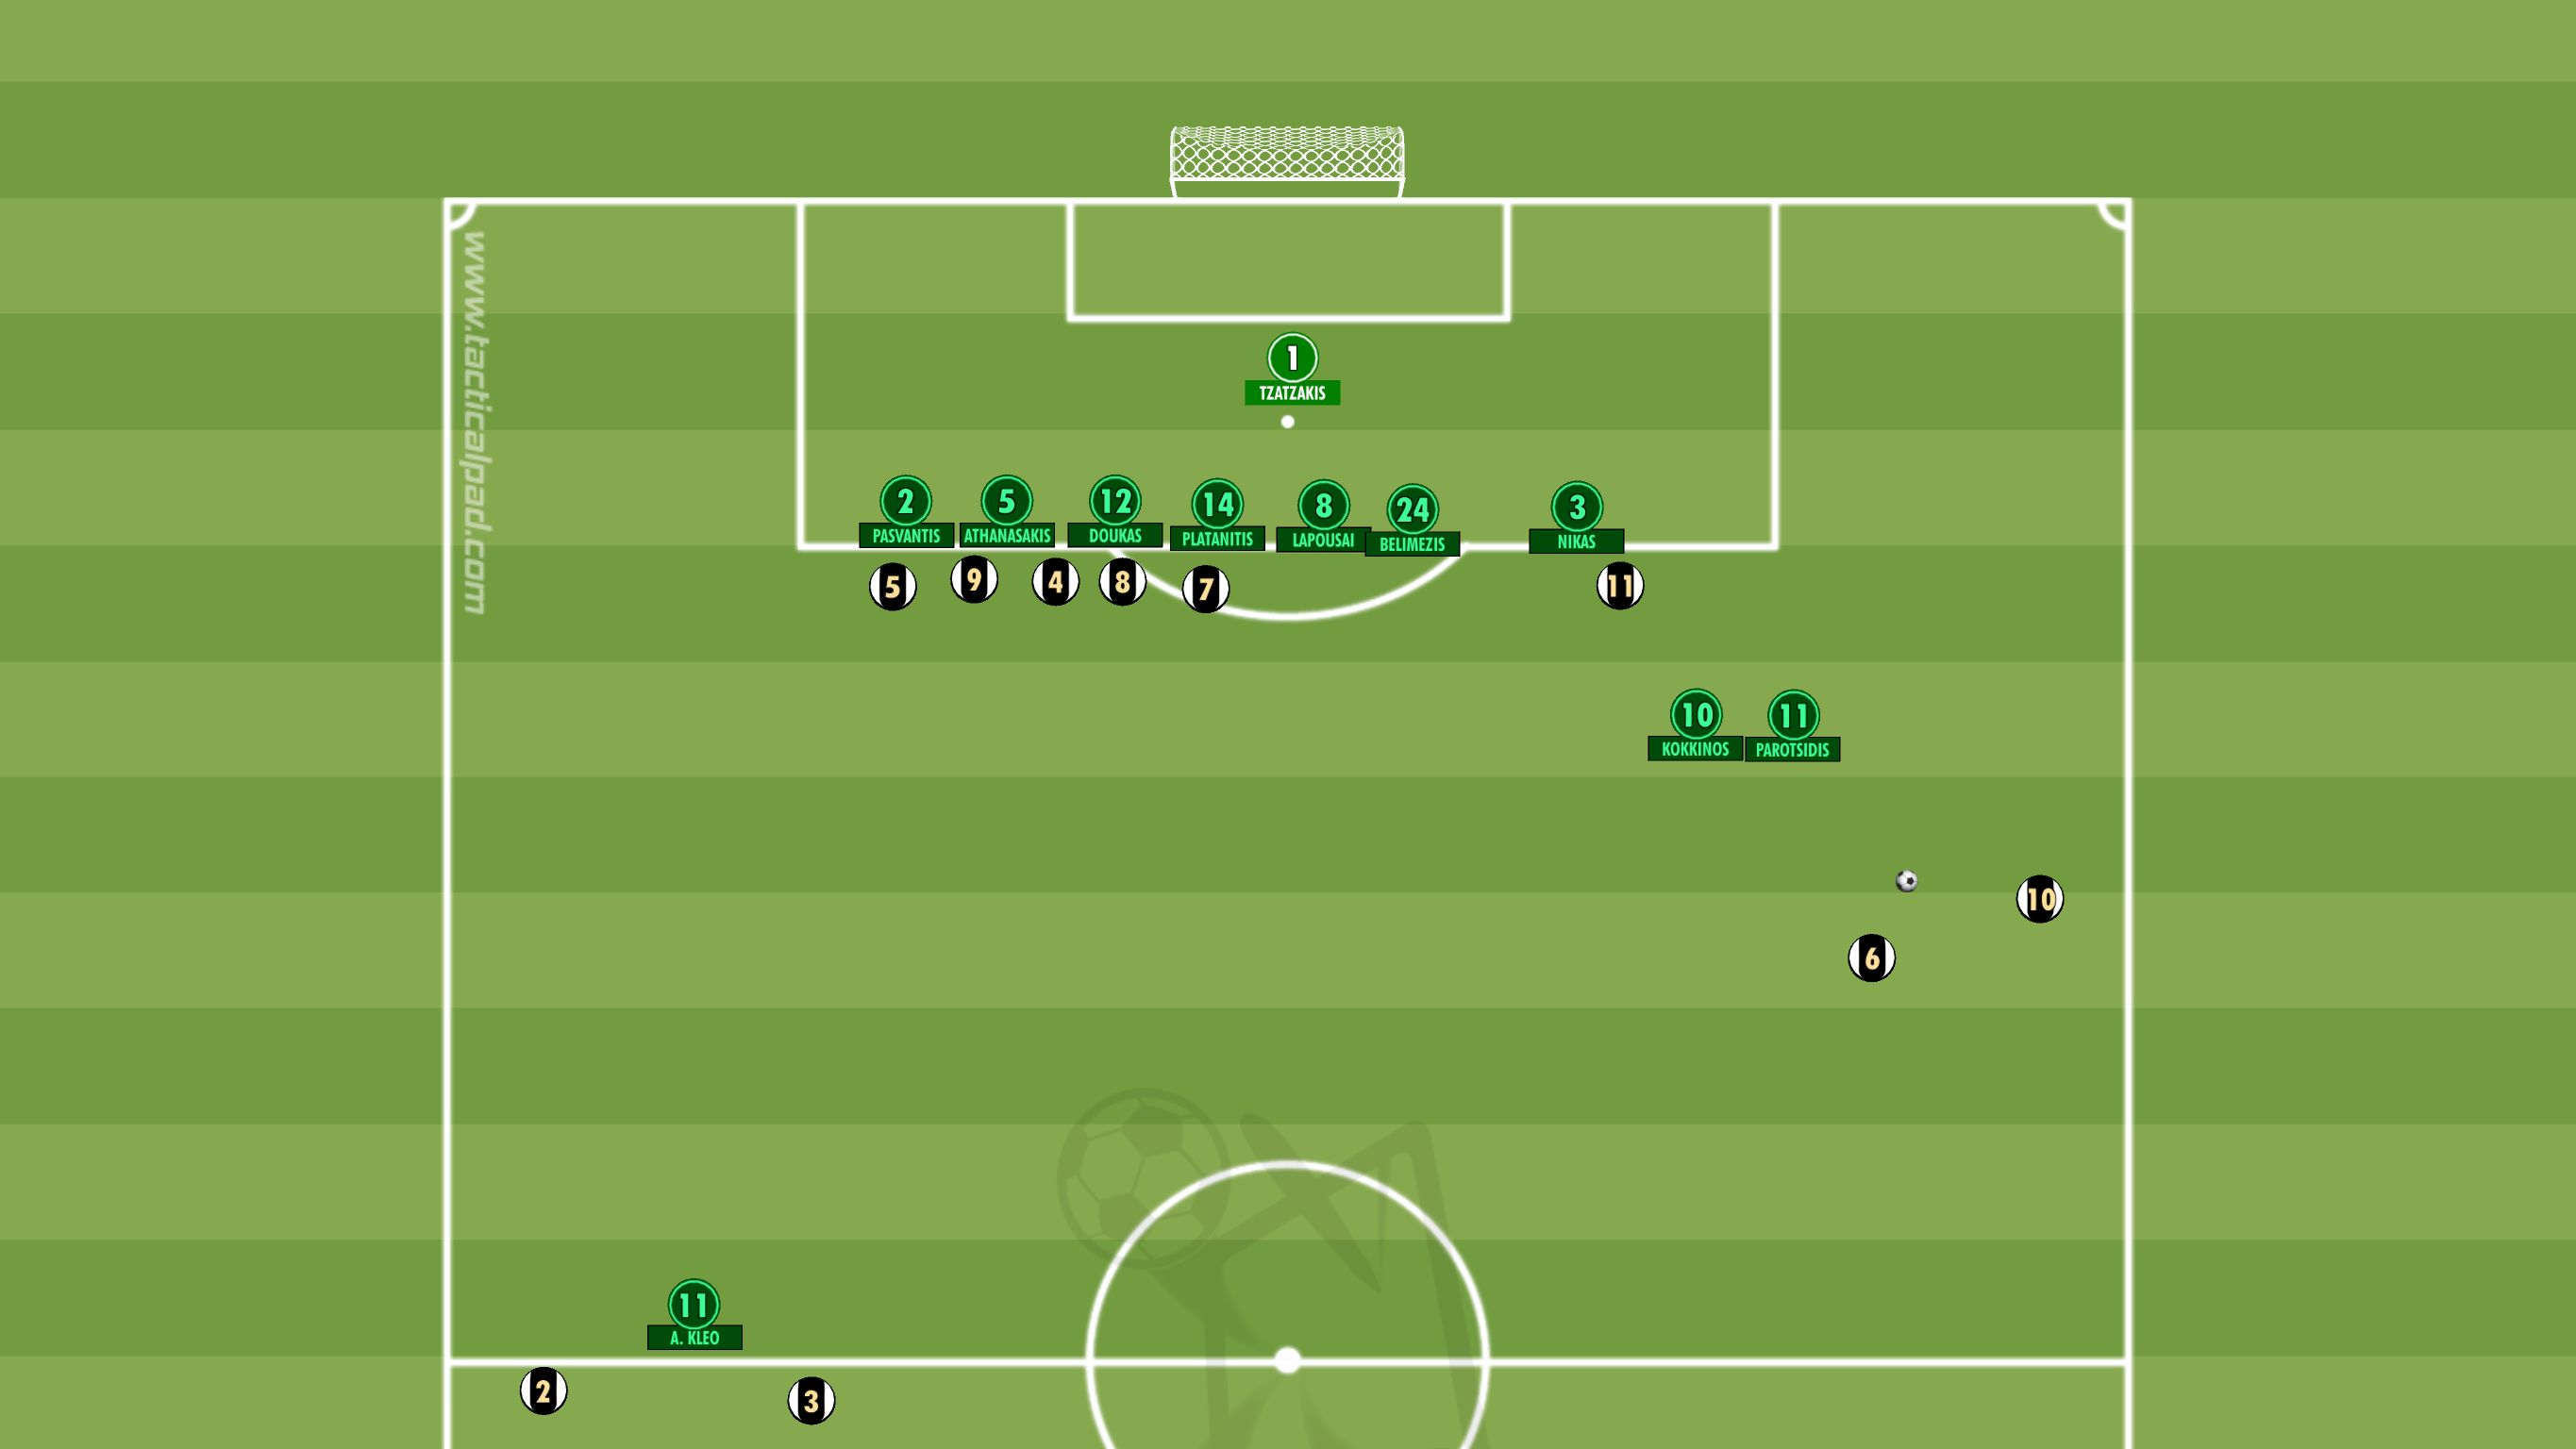 www.tacticalpad.com
1
TZATZAKIS
2
PASVANTIS
5
ATHANASAKIS
12
DOUKAS
14
PLATANITIS
8
LAPOUSAI
24
BELIMEZIS
3
NIKAS
5
9
4
8
7
11
10
KOKKINOS
11
PAROTSIDIS
10
6
11
A. KLEO
2
3